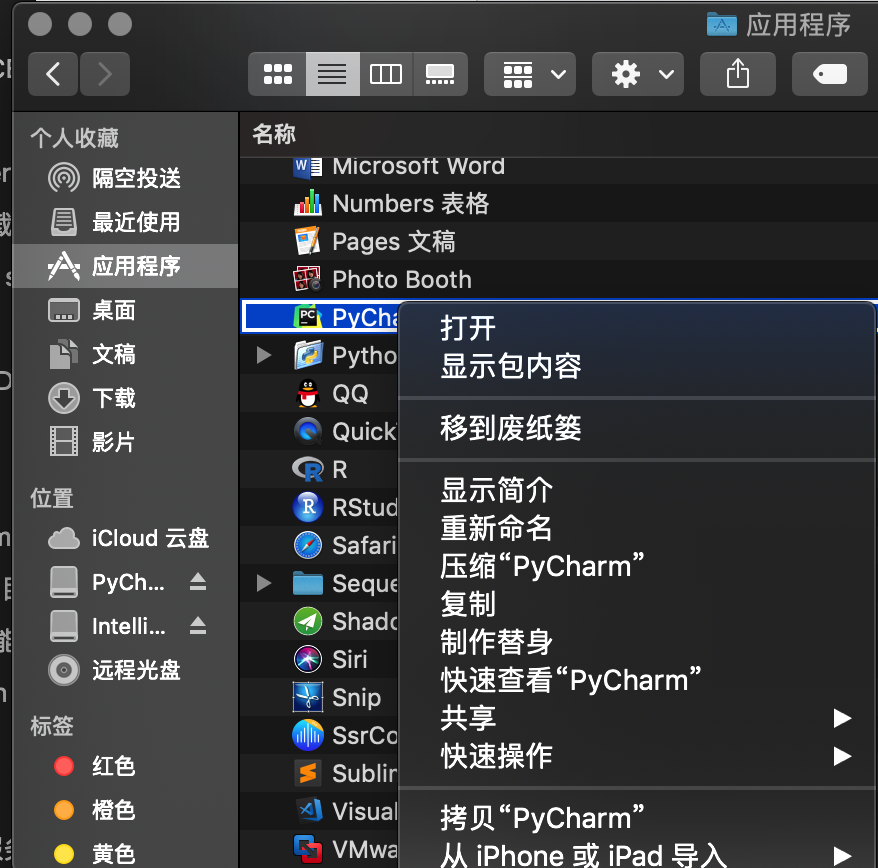 应用程序
个人收藏
隔空投送
最近使用
应用程序
桌面
文稿
下载
影片
位置
iCloud 云盘
PyCh...
Intelli...
远程光盘
标签
红色
橙色
黄色
名称
Microsoft Word
Numbers 表格
Pages 文稿
Photo Booth
PyCha
Pytho
QQ
Quick
R
RStud
Safari
Seque
Shado
Siri
Snip
SsrCo
Sublim
Visual
VMwa
打开
显示包内容
移到废纸篓
显示简介
重新命名
压缩“PyCharm”
复制
制作替身
快速查看“PyCharm”
共享
快速操作
拷贝“PyCharm”
从 iPhone 或 iPad 导入